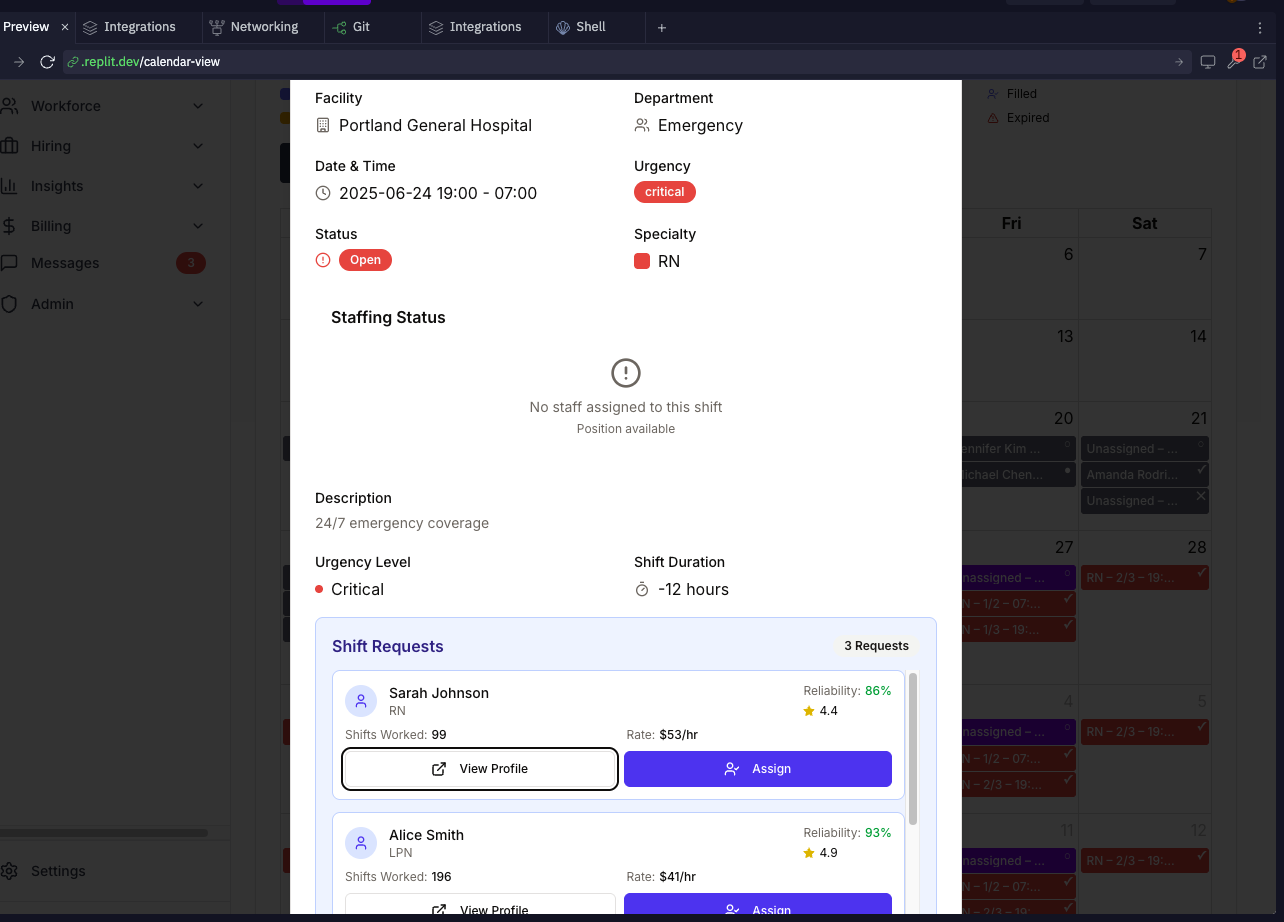 Preview × Integrations Networking Git Integrations Shell +
.replit.dev/calendar-view
1
Workforce
Hiring
Insights
Billing
Messages 3
Admin
Settings
Facility Department
Portland General Hospital Emergency
Date & Time Urgency
2025-06-24 19:00 - 07:00 critical
Status Specialty
Open RN
Staffing Status
No staff assigned to this shift
Position available
Description
24/7 emergency coverage
Urgency Level Shift Duration
Critical -12 hours
Shift Requests 3 Requests
Sarah Johnson Reliability: 86%
RN 4.4
Shifts Worked: 99 Rate: $53/hr
View Profile Assign
Alice Smith Reliability: 93%
LPN 4.9
Shifts Worked: 196 Rate: $41/hr
View Profile Assign
Filled
Expired
Fri Sat
6 7
13 14
20 21
ennifer Kim ... Unassigned – ...
ichael Chen... Amanda Rodri...
Unassigned – ...
27 28
nassigned – ... RN – 2/3 – 19:...
N – 1/2 – 07:...
N – 1/3 – 19:...
4 5
nassigned – ... RN – 2/3 – 19:...
N – 1/2 – 07:...
N – 2/3 – 19:...
11 12
nassigned – ... RN – 2/3 – 19:...
N – 1/2 – 07:...
N – 2/3 – 19:...